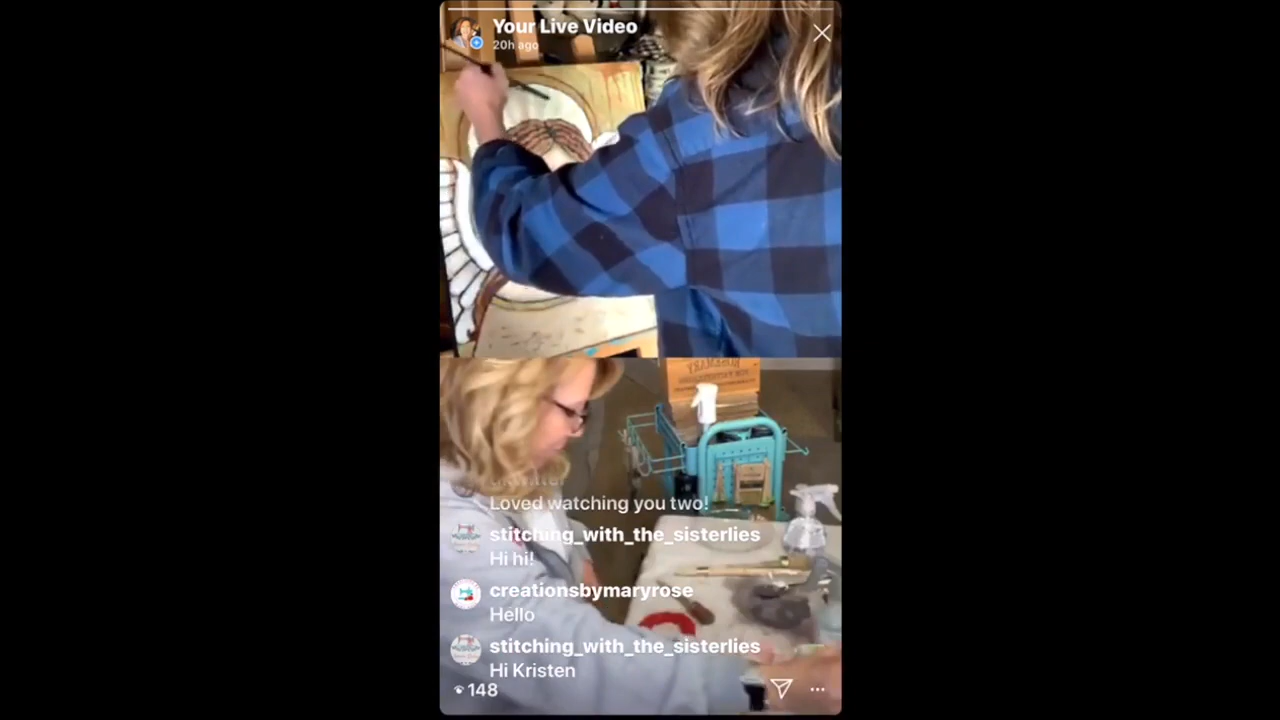 Your Live Video
20h ago
Loved watching you two!
stitching_with_the_sisterlies
Hi hi!
creationsbymaryrose
Hello
stitching_with_the_sisterlies
Hi Kristen
148